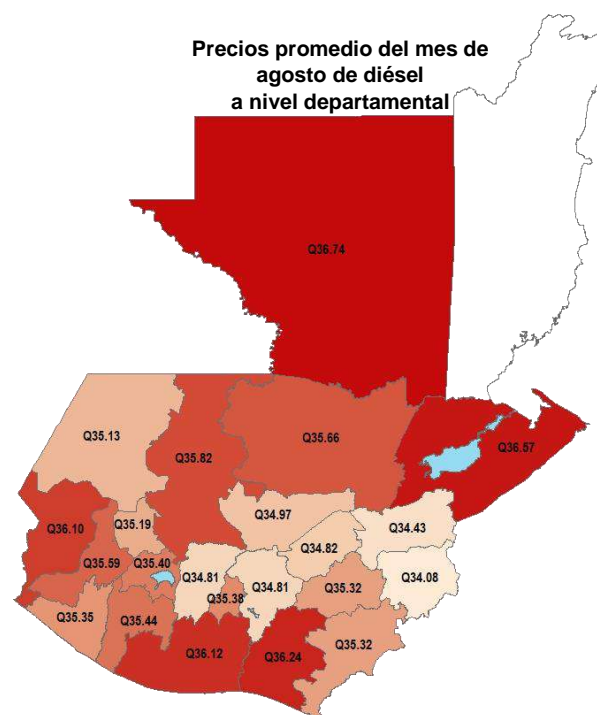 Precios promedio del mes de
agosto de diésel
a nivel departamental
Q36.74
Q35.13
Q35.82
Q35.66
Q36.57
Q36.10
Q35.19
Q34.97
Q34.43
Q34.82
Q35.59
Q35.40
Q34.81
Q34.81
Q35.32
Q34.08
Q35.38
Q35.35
Q35.44
Q35.32
Q36.12
Q36.24